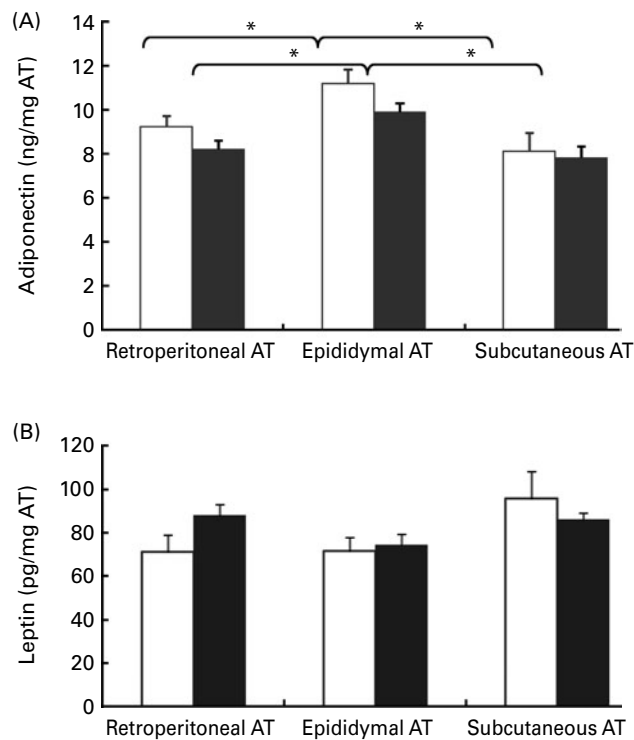 (A)
* *
* *
Adiponectin (ng/mg AT)
14
12
10
8
6
4
2
0
Retroperitoneal AT Epididymal AT Subcutaneous AT
(B)
Leptin (pg/mg AT)
120
100
80
60
40
20
0
Retroperitoneal AT Epididymal AT Subcutaneous AT